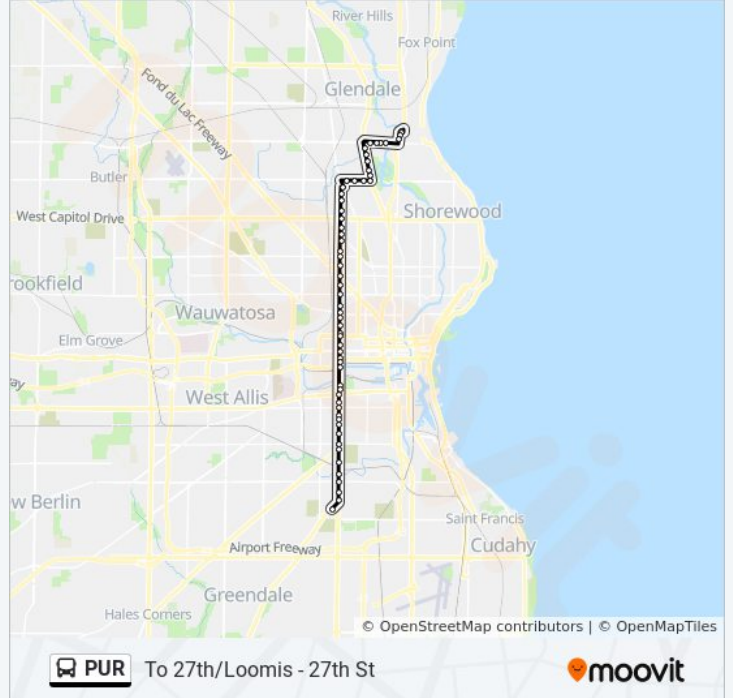 River Hills
Fox Point
Glendale
Fond du Lac Freeway
Butler
West Capitol Drive
Shorewood
rookfield
Wauwatosa
Elm Grove
ay
West Allis
w Berlin
Saint Francis
Airport Freeway
Cudahy
Greendale
Hales Corners
© OpenStreetMap contributors | © OpenMapTiles
PUR To 27th/Loomis - 27th St
moovit